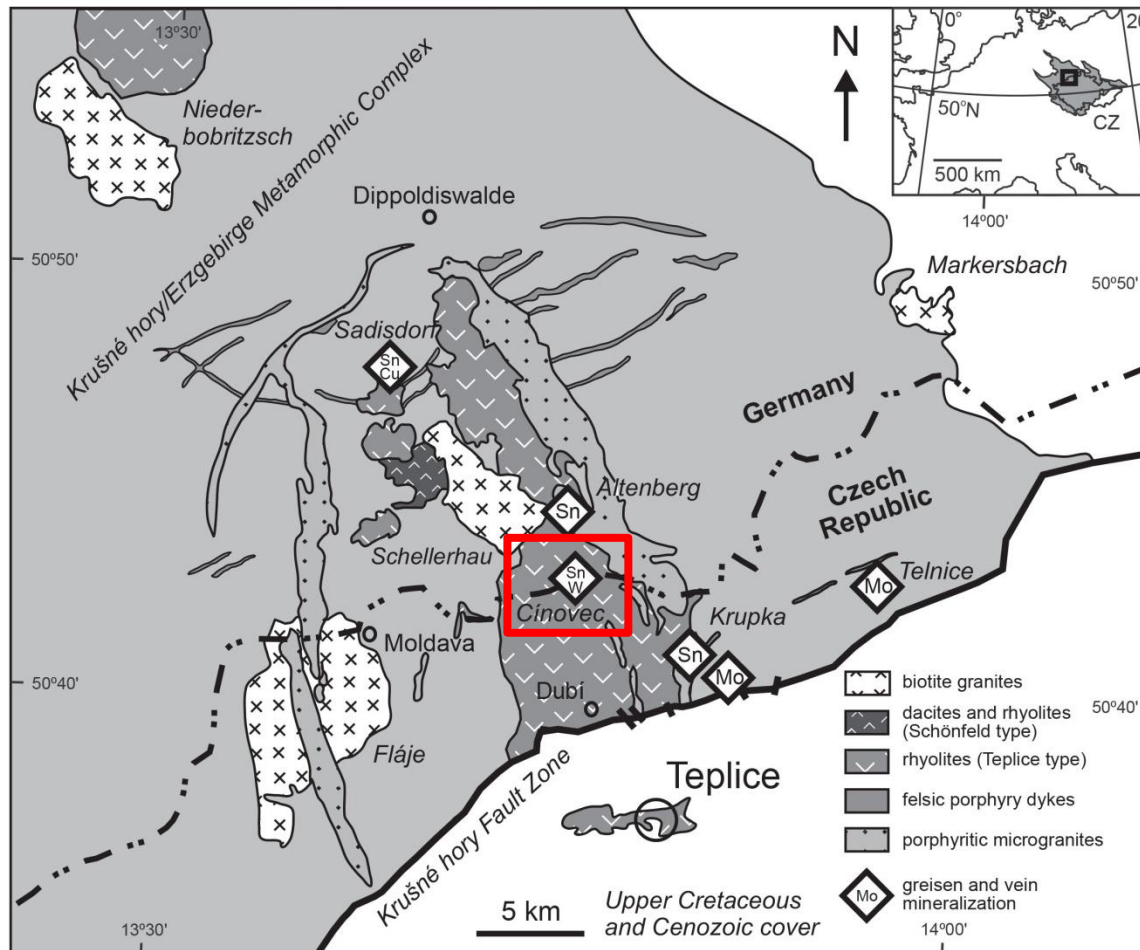 13°30'
0°
20
N
50°N
CZ
500 km
14°00'
Nieder-
bobritzsch
Krušné hory/Erzgebirge Metamorphic Complex
Dippoldiswalde
50°50'
Markersbach
50°50'
Sadisdorf
Sn
Cu
Germany
Altenberg
Sn
Czech
Republic
Schellerhau
Sn
W
Cínovec
Telnice
Mo
Krupka
Moldava
Sn
Mo
50°40'
Dubí
50°40'
Fláje
Teplice
Krušné hory Fault Zone
biotite granites
dacites and rhyolites
(Schönfeld type)
rhyolites (Teplice type)
felsic porphyry dykes
porphyritic microgranites
Mo
greisen and vein
mineralization
5 km
Upper Cretaceous
and Cenozoic cover
13°30'
14°00'